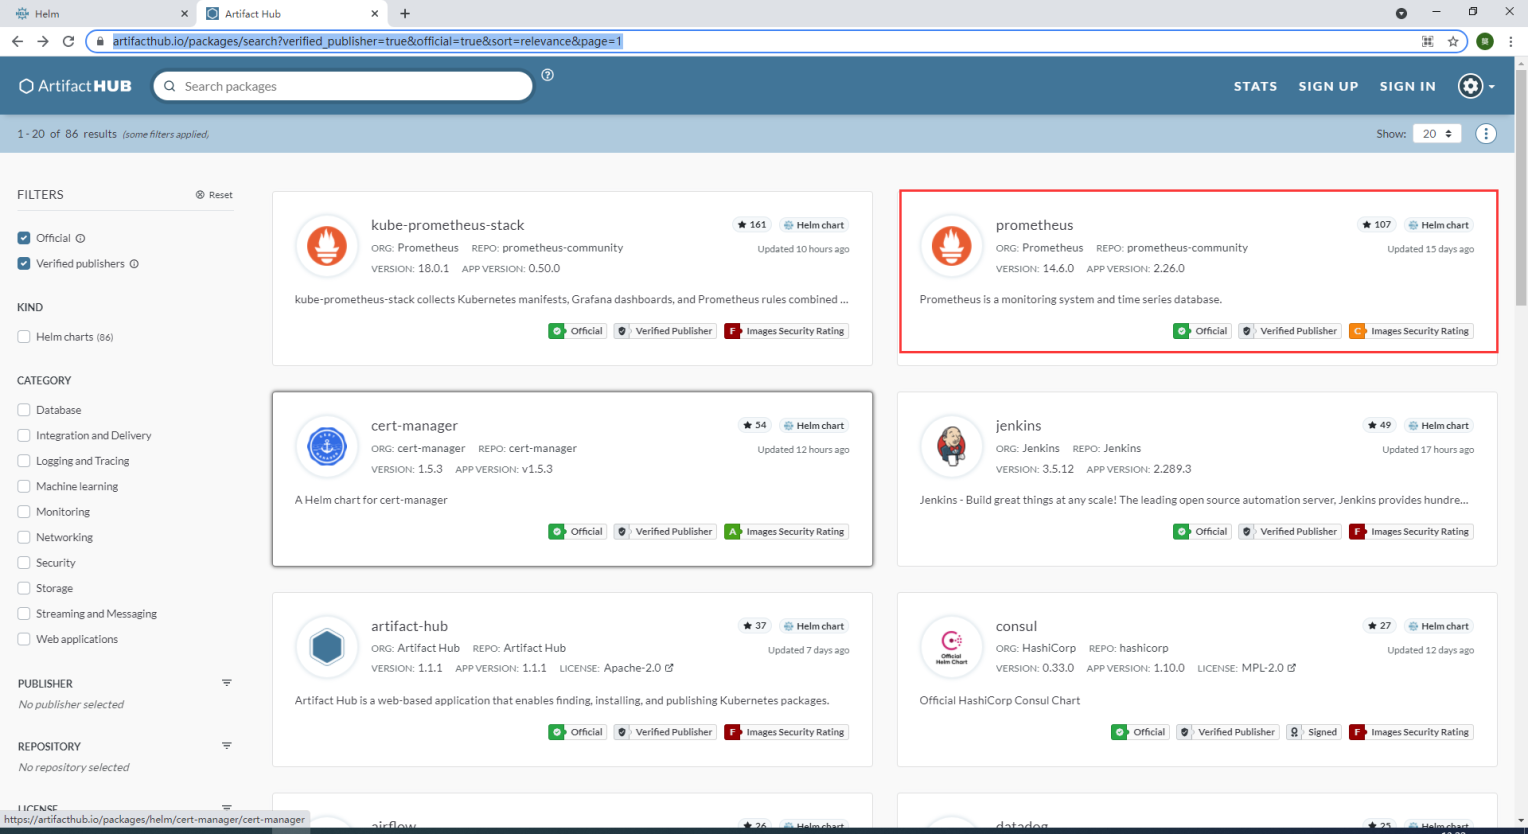 Helm
Artifact Hub
artifacthub.io/packages/search?verified_publisher=true&official=true&sort=relevance&page=1
ArtifactHUB
Search packages
STATS
SIGN UP
SIGN IN
1 - 20 of 86 results (some filters applied)
Show: 20
FILTERS
Reset
Official
Verified publishers
KIND
Helm charts (86)
CATEGORY
Database
Integration and Delivery
Logging and Tracing
Machine learning
Monitoring
Networking
Security
Storage
Streaming and Messaging
Web applications
PUBLISHER
No publisher selected
REPOSITORY
No repository selected
LICENSE
kube-prometheus-stack
161 Helm chart
ORG: Prometheus REPO: prometheus-community
Updated 10 hours ago
VERSION: 18.0.1 APP VERSION: 0.50.0
kube-prometheus-stack collects Kubernetes manifests, Grafana dashboards, and Prometheus rules combined ...
Official Verified Publisher F Images Security Rating
prometheus
107 Helm chart
ORG: Prometheus REPO: prometheus-community
Updated 15 days ago
VERSION: 14.6.0 APP VERSION: 2.26.0
Prometheus is a monitoring system and time series database.
Official Verified Publisher C Images Security Rating
cert-manager
54 Helm chart
ORG: cert-manager REPO: cert-manager
Updated 12 hours ago
VERSION: 1.5.3 APP VERSION: v1.5.3
A Helm chart for cert-manager
Official Verified Publisher A Images Security Rating
jenkins
49 Helm chart
ORG: Jenkins REPO: Jenkins
Updated 17 hours ago
VERSION: 3.5.12 APP VERSION: 2.289.3
Jenkins - Build great things at any scale! The leading open source automation server, Jenkins provides hundre...
Official Verified Publisher F Images Security Rating
artifact-hub
37 Helm chart
ORG: Artifact Hub REPO: Artifact Hub
Updated 7 days ago
VERSION: 1.1.1 APP VERSION: 1.1.1 LICENSE: Apache-2.0
Artifact Hub is a web-based application that enables finding, installing, and publishing Kubernetes packages.
Official Verified Publisher F Images Security Rating
Official
Helm Chart
consul
27 Helm chart
ORG: HashiCorp REPO: hashicorp
Updated 12 days ago
VERSION: 0.33.0 APP VERSION: 1.10.0 LICENSE: MPL-2.0
Official HashiCorp Consul Chart
Official Verified Publisher Signed F Images Security Rating
airflow
26 Helm chart
datadog
25 Helm chart
https://artifacthub.io/packages/helm/cert-manager/cert-manager